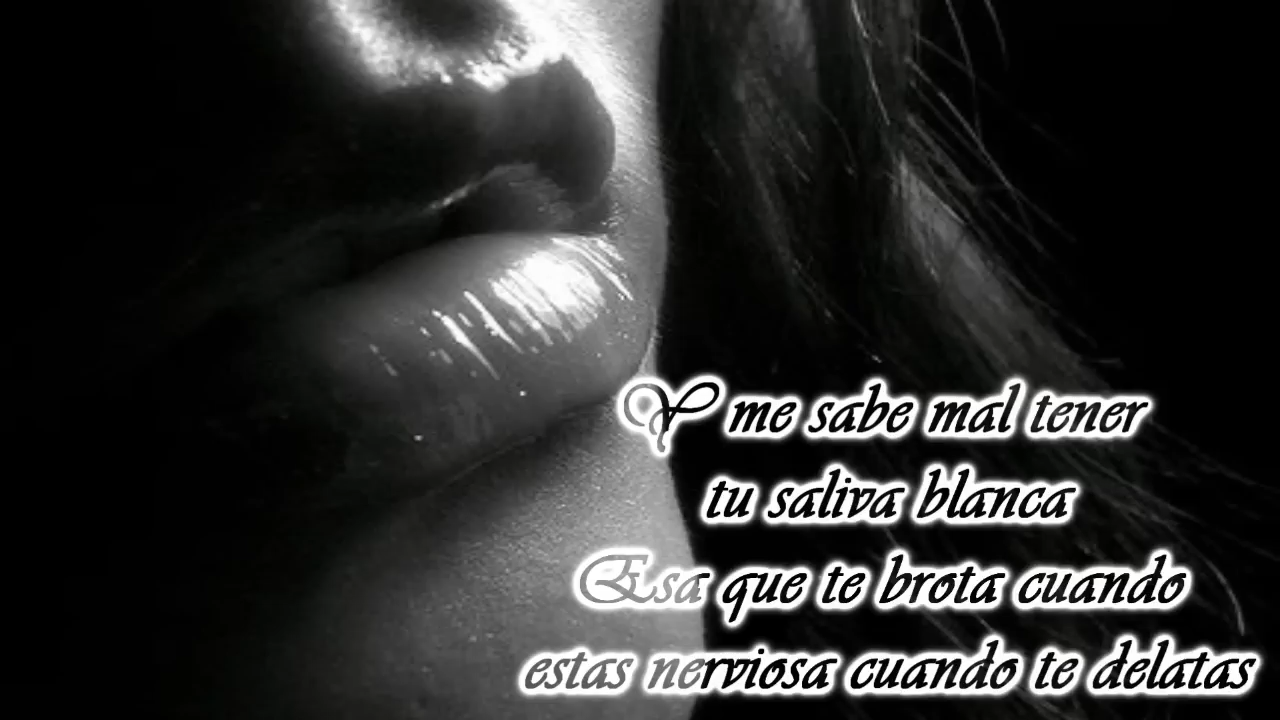 Y me sabe mal tener
tu saliva blanca
Esa que te brota cuando
estas nerviosa cuando te delatas